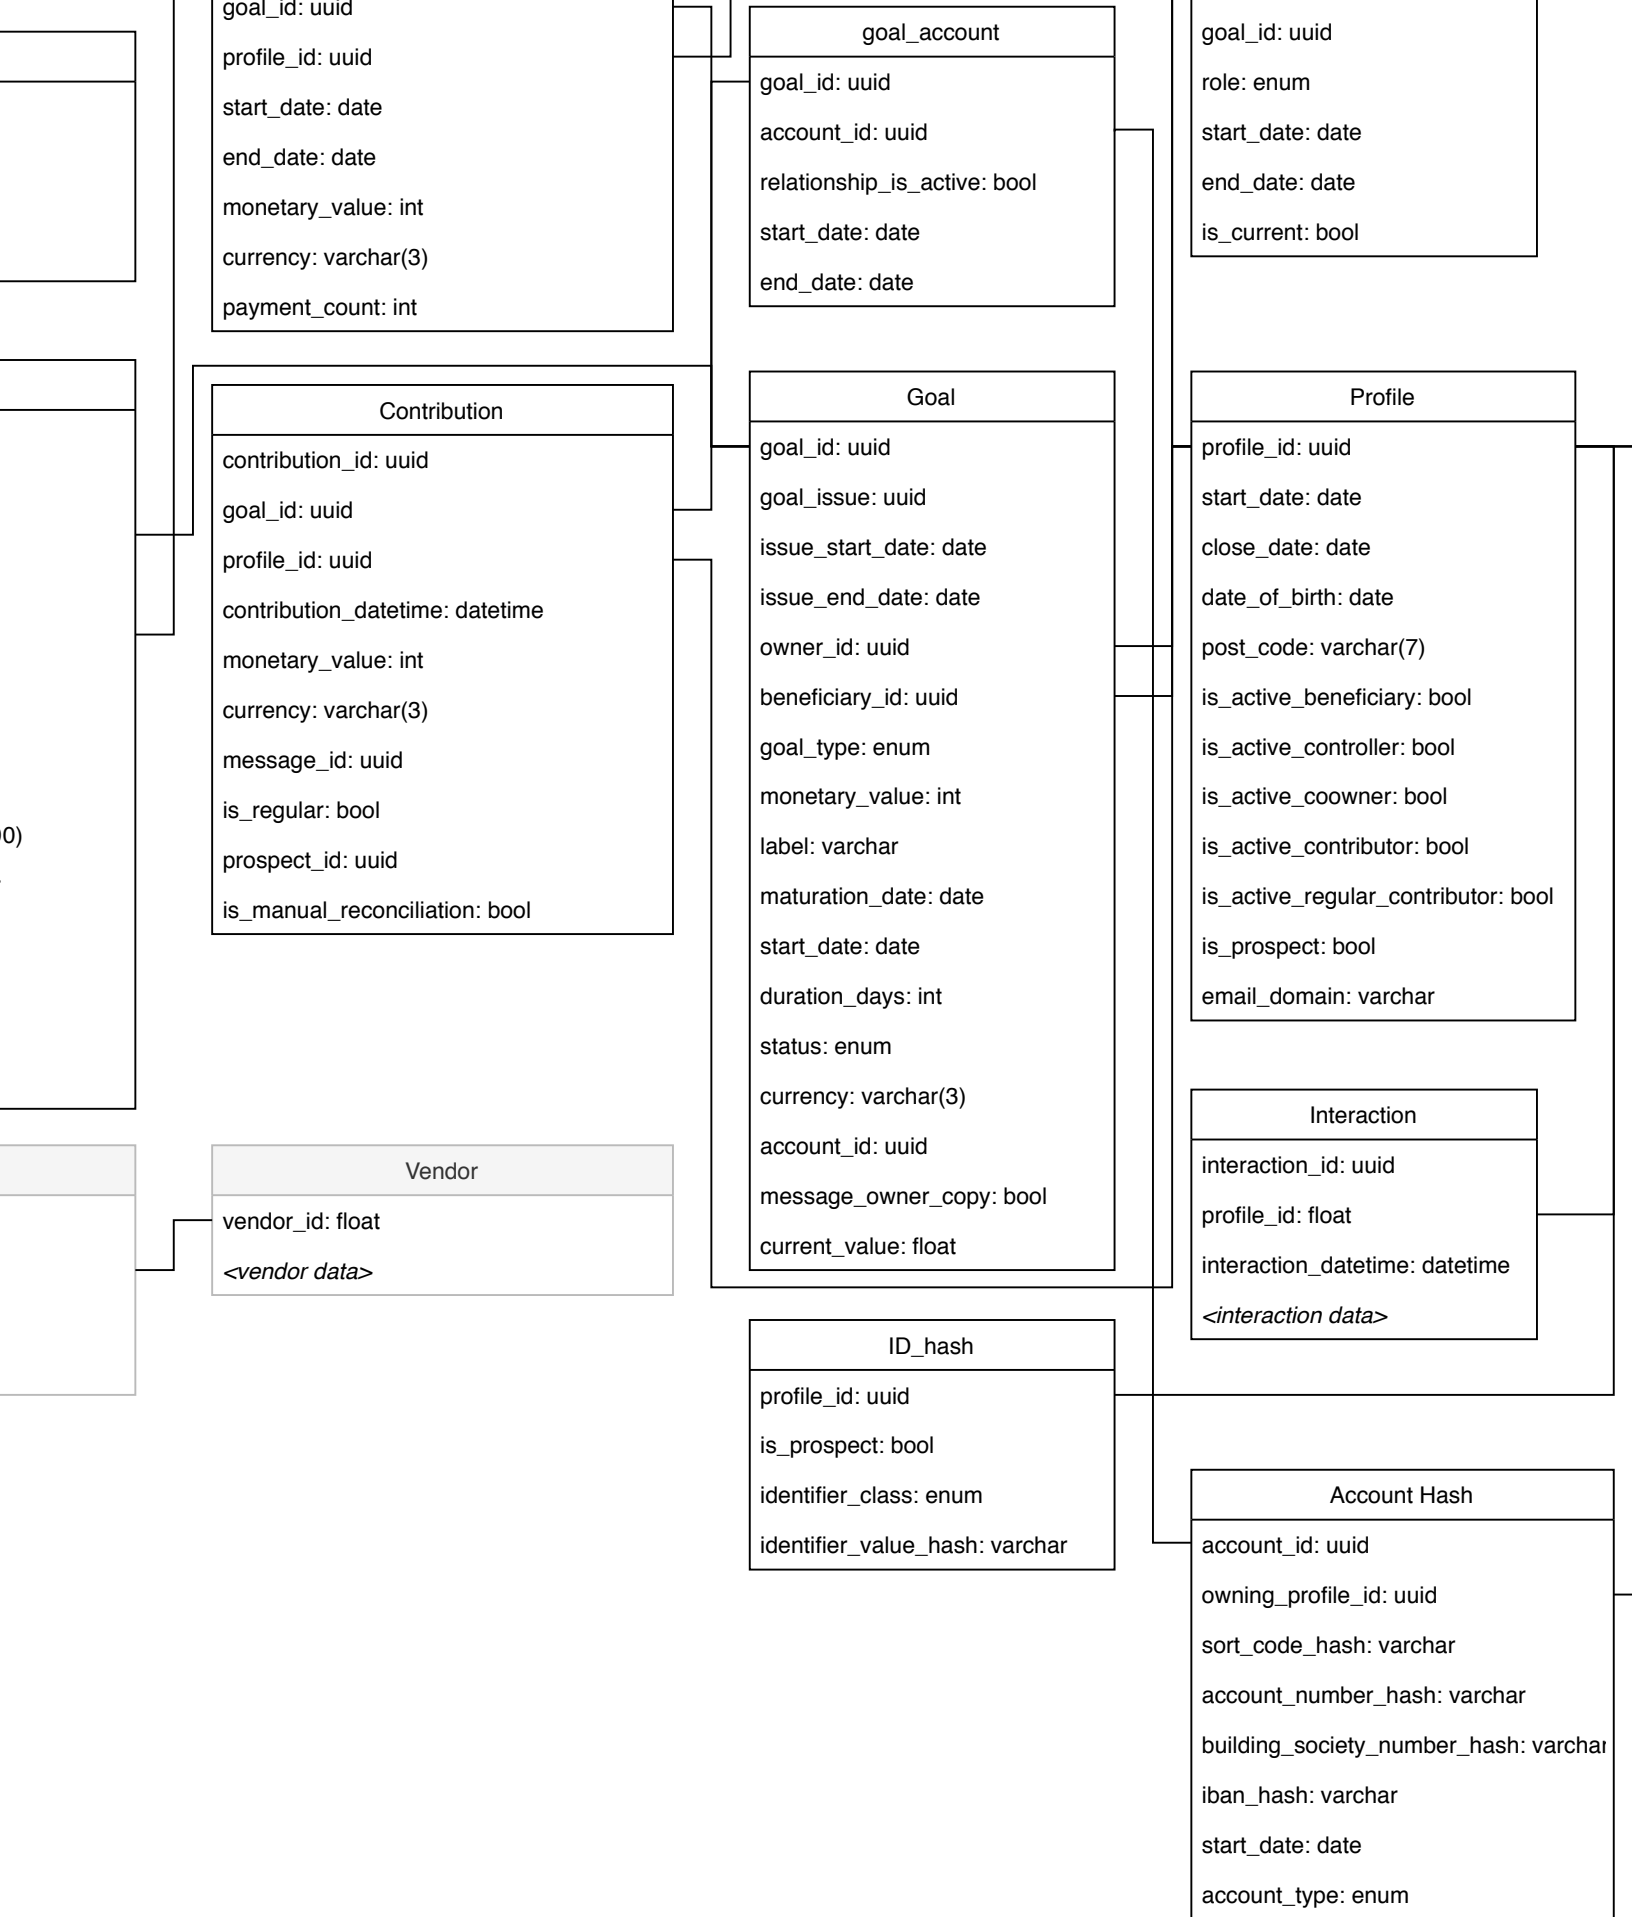 goal_id: uuid
profile_id: uuid
start_date: date
end_date: date
monetary_value: int
currency: varchar(3)
payment_count: int
goal_account
goal_id: uuid
account_id: uuid
relationship_is_active: bool
start_date: date
end_date: date
goal_id: uuid
role: enum
start_date: date
end_date: date
is_current: bool
0)
Contribution
contribution_id: uuid
goal_id: uuid
profile_id: uuid
contribution_datetime: datetime
monetary_value: int
currency: varchar(3)
message_id: uuid
is_regular: bool
prospect_id: uuid
is_manual_reconciliation: bool
Goal
goal_id: uuid
goal_issue: uuid
issue_start_date: date
issue_end_date: date
owner_id: uuid
beneficiary_id: uuid
goal_type: enum
monetary_value: int
label: varchar
maturation_date: date
start_date: date
duration_days: int
status: enum
currency: varchar(3)
account_id: uuid
message_owner_copy: bool
current_value: float
Profile
profile_id: uuid
start_date: date
close_date: date
date_of_birth: date
post_code: varchar(7)
is_active_beneficiary: bool
is_active_controller: bool
is_active_coowner: bool
is_active_contributor: bool
is_active_regular_contributor: bool
is_prospect: bool
email_domain: varchar
Vendor
vendor_id: float
<vendor data>
Interaction
interaction_id: uuid
profile_id: float
interaction_datetime: datetime
<interaction data>
ID_hash
profile_id: uuid
is_prospect: bool
identifier_class: enum
identifier_value_hash: varchar
Account Hash
account_id: uuid
owning_profile_id: uuid
sort_code_hash: varchar
account_number_hash: varchar
building_society_number_hash: varchar
iban_hash: varchar
start_date: date
account_type: enum